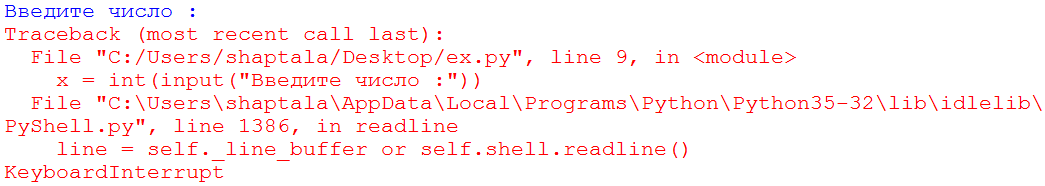 Введите число :
Traceback (most recent call last):
  File "C:/Users/shaptala/Desktop/ex.py", line 9, in <module>
    x = int(input("Введите число :"))
  File "C:\Users\shaptala\AppData\Local\Programs\Python\Python35-32\lib\idlelib\
PyShell.py", line 1386, in readline
    line = self._line_buffer or self.shell.readline()
KeyboardInterrupt